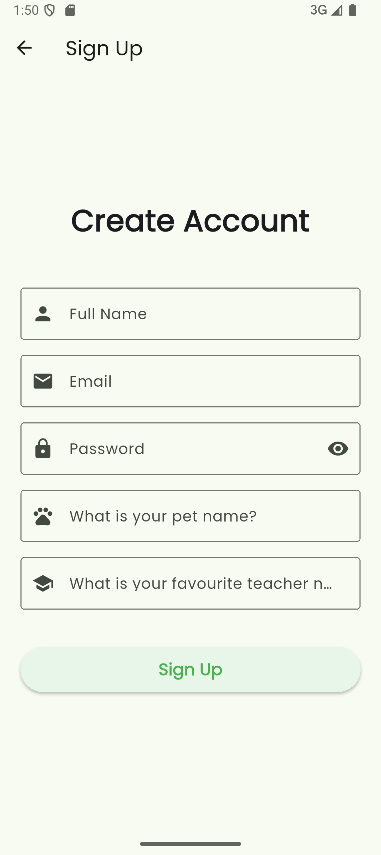 1:50
3G
Sign Up
Create Account
Full Name
Email
Password
What is your pet name?
What is your favourite teacher n...
Sign Up